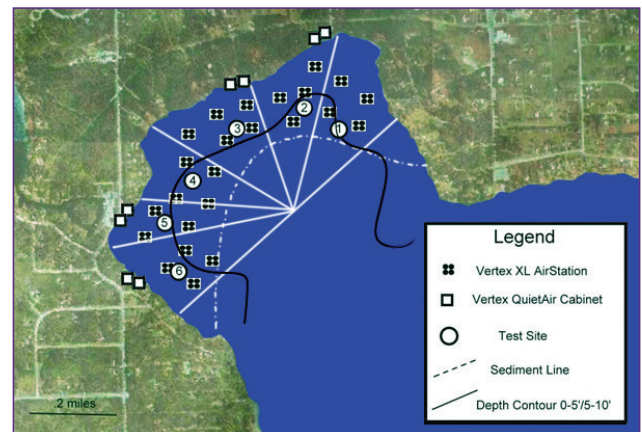 2
3
1
4
5
6
Legend
Vertex XL AirStation
Vertex QuietAir Cabinet
Test Site
Sediment Line
Depth Contour 0-5'/5-10'
.2 miles